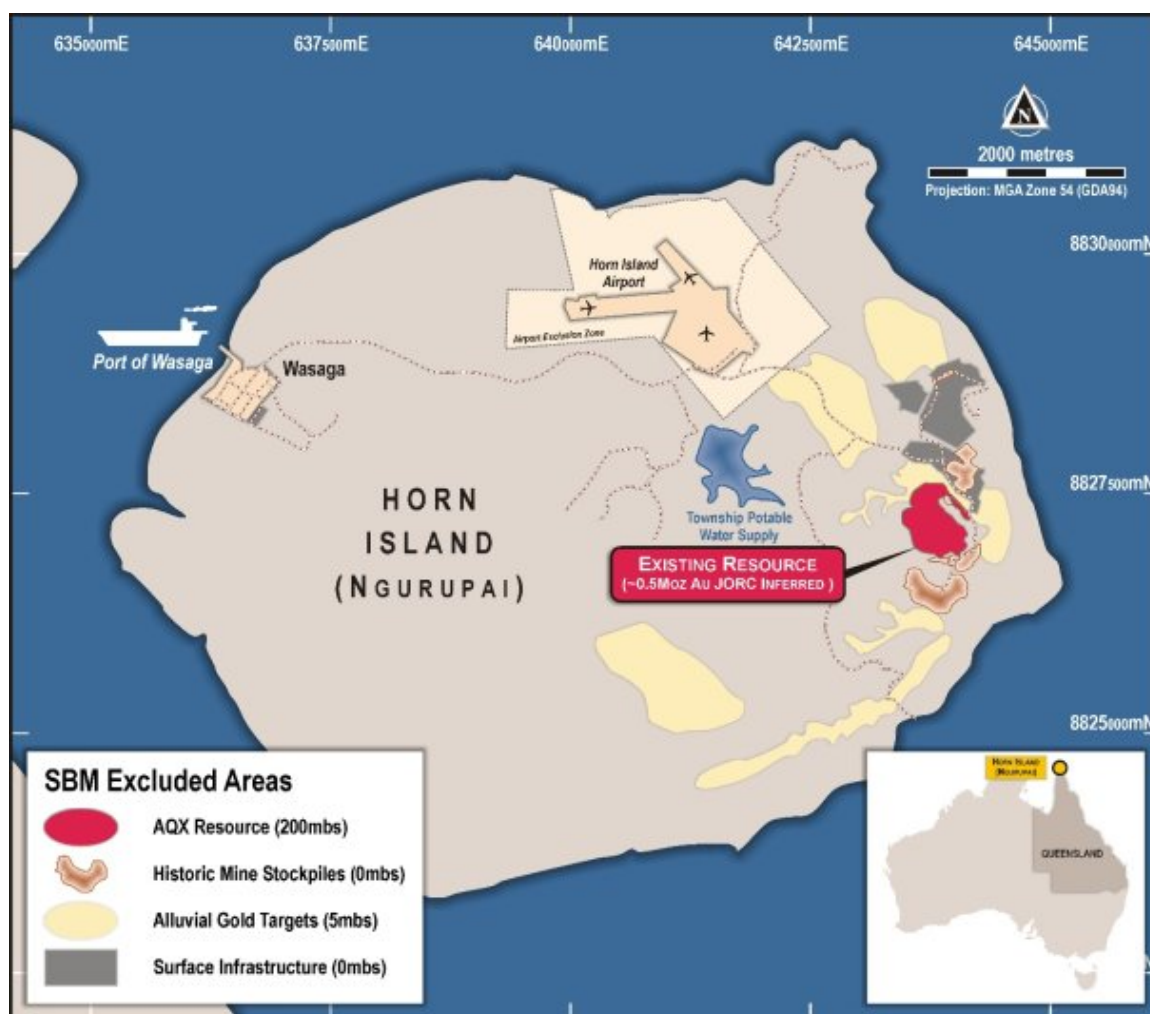 635000mE 637500mE 640000mE 642500mE 645000mE
N
2000 metres
Projection: MGA Zone 54 (GDA94)
8830000mN
Horn Island
Airport
Airport Exclusion Zone
Port of Wasaga
Wasaga
8827500mN
HORN
ISLAND
(NGURUPAI)
Township Potable
Water Supply
EXISTING RESOURCE
(~0.5MOZ AU JORC INFERRED )
8825000mN
SBM Excluded Areas
AQX Resource (200mbs)
Historic Mine Stockpiles (0mbs)
Alluvial Gold Targets (5mbs)
Surface Infrastructure (0mbs)
HORN ISLAND
(NGURUPAI)
QUEENSLAND